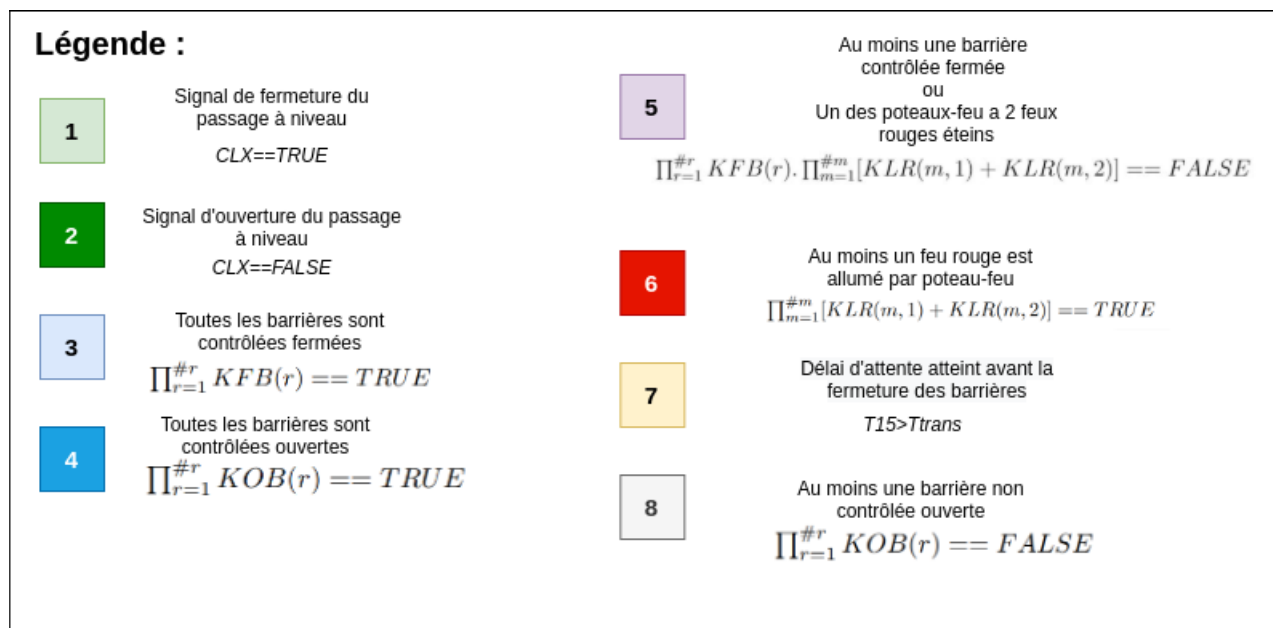 Légende :
1
Signal de fermeture du
passage à niveau
CLX==TRUE
2
Signal d'ouverture du passage
à niveau
CLX==FALSE
3
Toutes les barrières sont
contrôlées fermées
∏_{r=1}^{#r} KFB(r) == TRUE
4
Toutes les barrières sont
contrôlées ouvertes
∏_{r=1}^{#r} KOB(r) == TRUE
5
Au moins une barrière
contrôlée fermée
ou
Un des poteaux-feu a 2 feux
rouges éteins
∏_{r=1}^{#r} KFB(r). ∏_{m=1}^{#m}[KLR(m, 1) + KLR(m, 2)] == FALSE
6
Au moins un feu rouge est
allumé par poteau-feu
∏_{m=1}^{#m}[KLR(m, 1) + KLR(m, 2)] == TRUE
7
Délai d'attente atteint avant la
fermeture des barrières
T15>Ttrans
8
Au moins une barrière non
contrôlée ouverte
∏_{r=1}^{#r} KOB(r) == FALSE